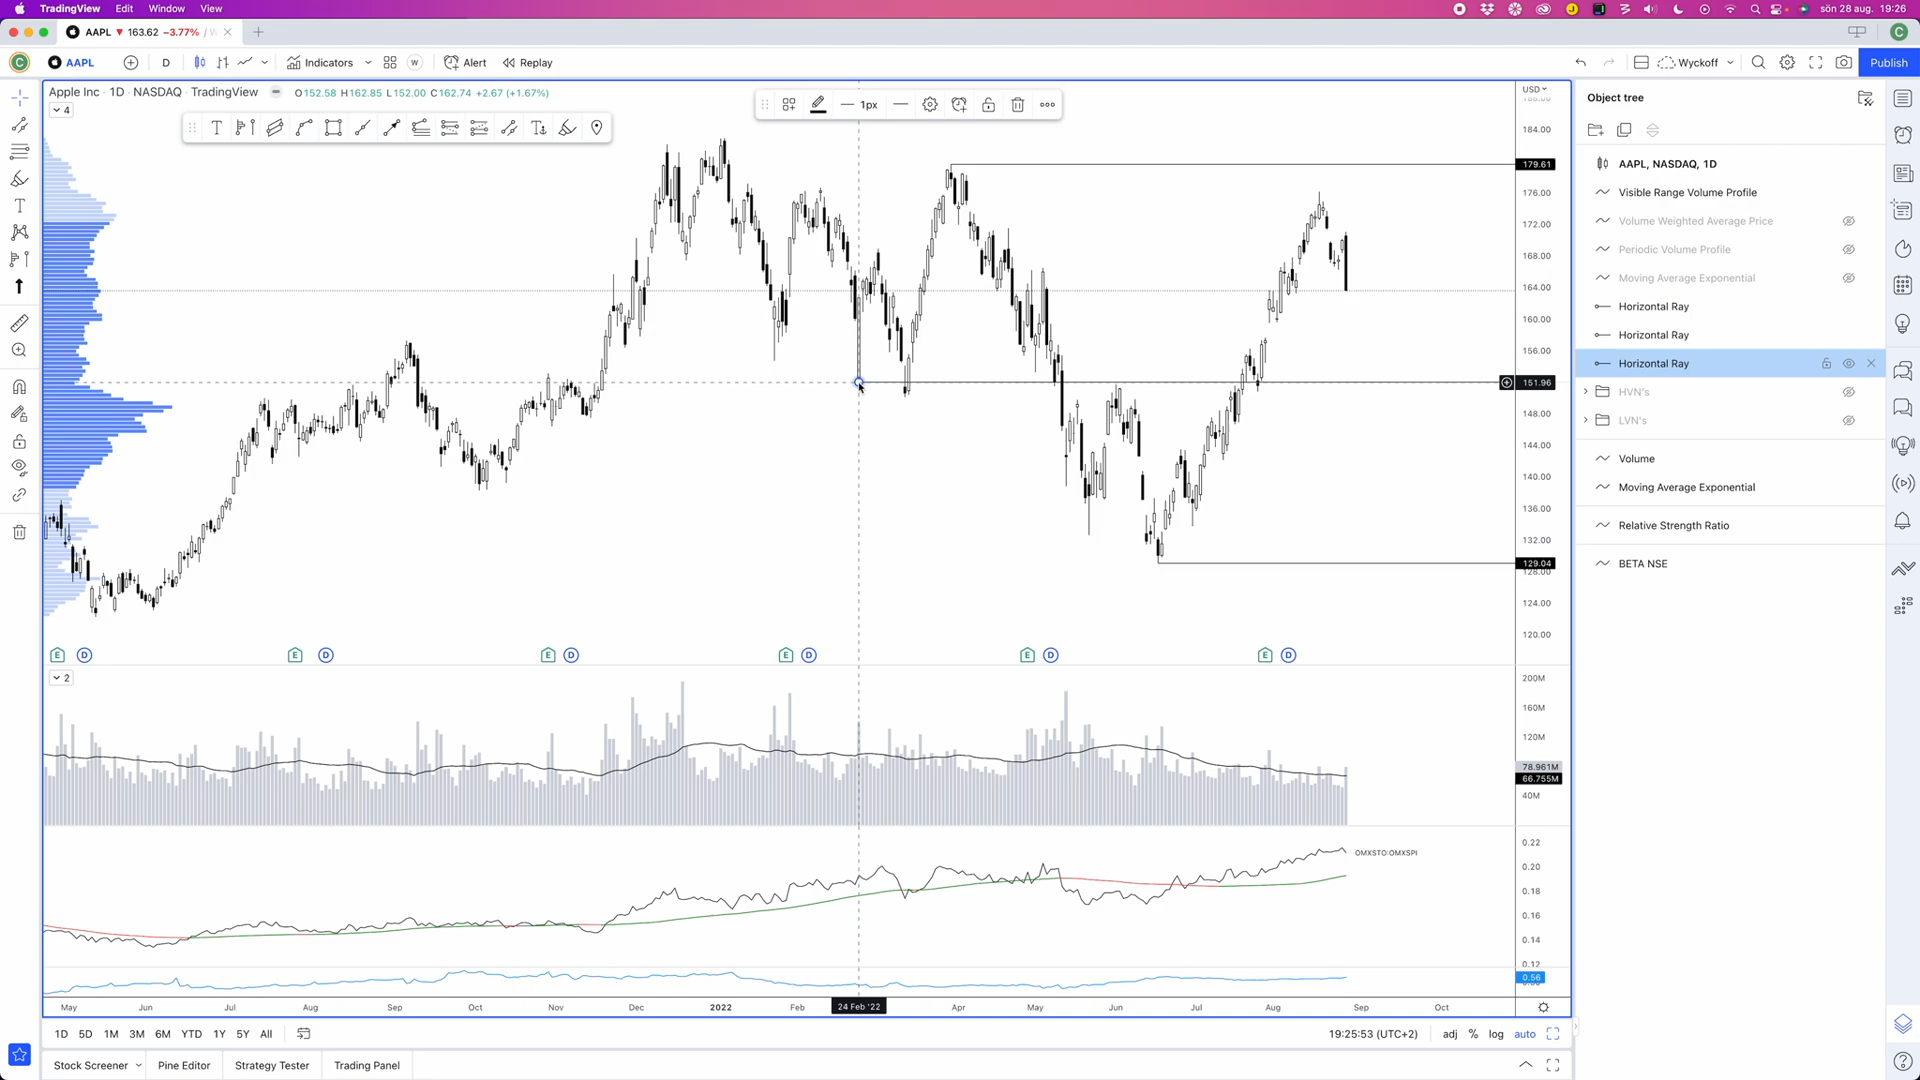 TradingView Edit Window View
sön 28 aug. 19:26
AAPL ▼ 163.62 −3.77% / W
C
C AAPL D Indicators W Alert Replay Wyckoff Publish
Apple Inc · 1D · NASDAQ · TradingView O152.58 H162.85 L152.00 C162.74 +2.67 (+1.67%)
4
T
1px
USD
188.00
184.00
179.61
176.00
172.00
168.00
164.00
160.00
156.00
151.96
148.00
144.00
140.00
136.00
132.00
129.04
128.00
124.00
120.00
E D E D E D E D E D E D
2
200M
160M
120M
78.961M
66.755M
40M
0.22
OMXSTO:OMXSPI
0.20
0.18
0.16
0.14
0.12
0.56
May Jun Jul Aug Sep Oct Nov Dec 2022 Feb 24 Feb '22 Apr May Jun Jul Aug Sep Oct
1D 5D 1M 3M 6M YTD 1Y 5Y All
19:25:53 (UTC+2) adj % log auto
Stock Screener Pine Editor Strategy Tester Trading Panel
Object tree
AAPL, NASDAQ, 1D
Visible Range Volume Profile
Volume Weighted Average Price
Periodic Volume Profile
Moving Average Exponential
Horizontal Ray
Horizontal Ray
Horizontal Ray
HVN's
LVN's
Volume
Moving Average Exponential
Relative Strength Ratio
BETA NSE